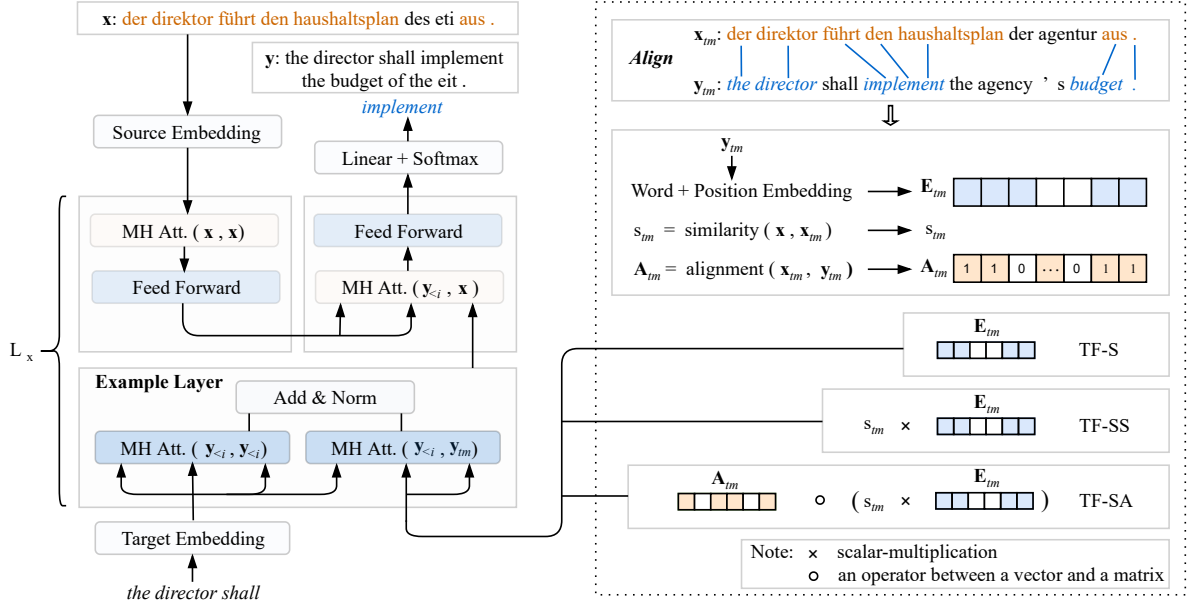 x: der direktor führt den haushaltsplan des eti aus .
y: the director shall implement
the budget of the eit .
implement
Source Embedding
Linear + Softmax
MH Att. ( x , x)
Feed Forward
Feed Forward
MH Att. ( y<i , x )
L x
Example Layer
Add & Norm
MH Att. ( y<i , y<i)
MH Att. ( y<i , ytm)
Target Embedding
the director shall
Align
xtm: der direktor führt den haushaltsplan der agentur aus .
ytm: the director shall implement the agency ' s budget .
ytm
Word + Position Embedding
Etm
stm = similarity ( x , xtm)
stm
Atm = alignment ( xtm, ytm)
Atm
1 1 0 ··· 0 1 1
Etm
TF-S
Etm
stm ×
TF-SS
Atm
Etm
o ( stm × )
TF-SA
Note: × scalar-multiplication
o an operator between a vector and a matrix